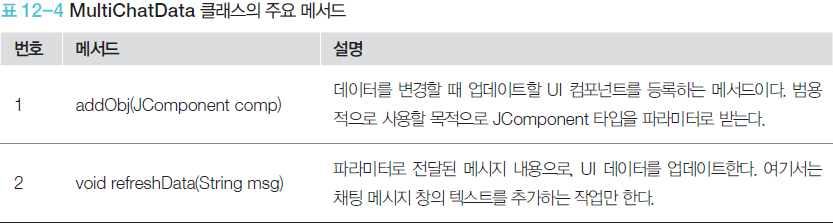 표 12-4 MultiChatData 클래스의 주요 메서드
번호 메서드 설명
1 addObj(JComponent comp) 데이터를 변경할 때 업데이트할 UI 컴포넌트를 등록하는 메서드이다. 범용
적으로 사용할 목적으로 JComponent 타입을 파라미터로 받는다.
2 void refreshData(String msg) 파라미터로 전달된 메시지 내용으로, UI 데이터를 업데이트한다. 여기서는
채팅 메시지 창의 텍스트를 추가하는 작업만 한다.